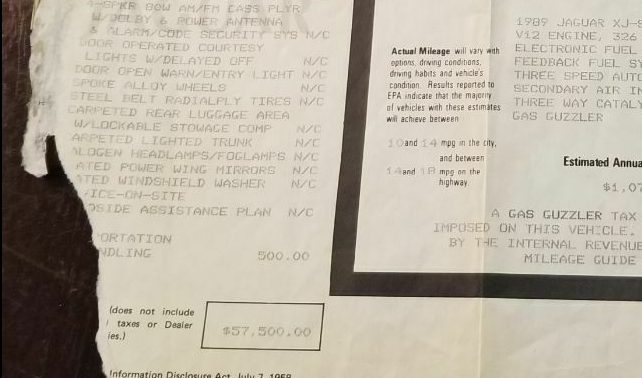 4-SPKR 80W AM/FM CASS PLYR
W/DOLBY & POWER ANTENNA
& ALARM/CODE SECURITY SYS N/C
DOOR OPERATED COURTESY
LIGHTS W/DELAYED OFF N/C
DOOR OPEN WARN/ENTRY LIGHT N/C
SPOKE ALLOY WHEELS N/C
STEEL BELT RADIALPLY TIRES N/C
CARPETED REAR LUGGAGE AREA
W/LOCKABLE STOWAGE COMP N/C
ARPETED LIGHTED TRUNK N/C
ALOGEN HEADLAMPS/FOGLAMPS N/C
ATED POWER WING MIRRORS N/C
ATED WINDSHIELD WASHER N/C
ICE-ON-SITE
DSIDE ASSISTANCE PLAN N/C
PORTATION
NDLING 500.00
(does not include
taxes or Dealer
ies.)
$57,500.00
Information Disclosure Act, July 7, 1958
Actual Mileage will vary with
options, driving conditions,
driving habits and vehicle's
condition. Results reported to
EPA indicate that the majority
of vehicles with these estimates
will achieve between
10 and 14 mpg in the city,
and between
14 and 18 mpg on the
highway.
1989 JAGUAR XJ-S
V12 ENGINE, 326
ELECTRONIC FUEL
FEEDBACK FUEL SY
THREE SPEED AUTO
SECONDARY AIR IN
THREE WAY CATALY
GAS GUZZLER
Estimated Annua
$1,07
A GAS GUZZLER TAX
IMPOSED ON THIS VEHICLE.
BY THE INTERNAL REVENUE
MILEAGE GUIDE